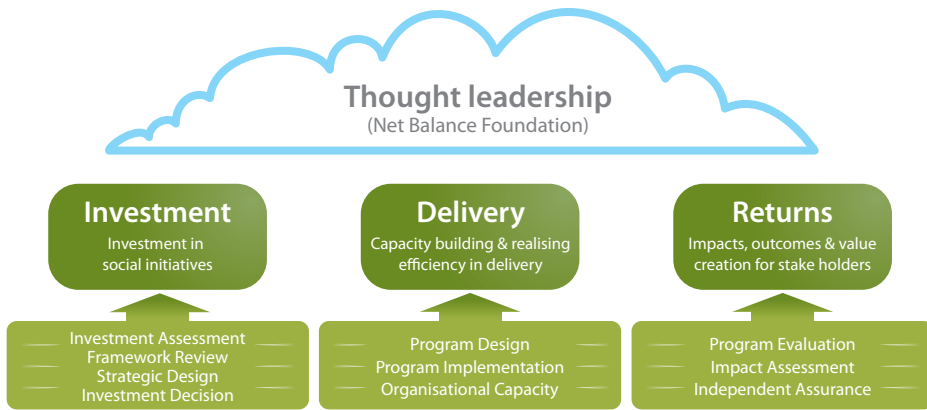 Thought leadership
(Net Balance Foundation)
Investment
Investment in
social initiatives
Delivery
Capacity building & realising
efficiency in delivery
Returns
Impacts, outcomes & value
creation for stake holders
Investment Assessment
Framework Review
Strategic Design
Investment Decision
Program Design
Program Implementation
Organisational Capacity
Program Evaluation
Impact Assessment
Independent Assurance